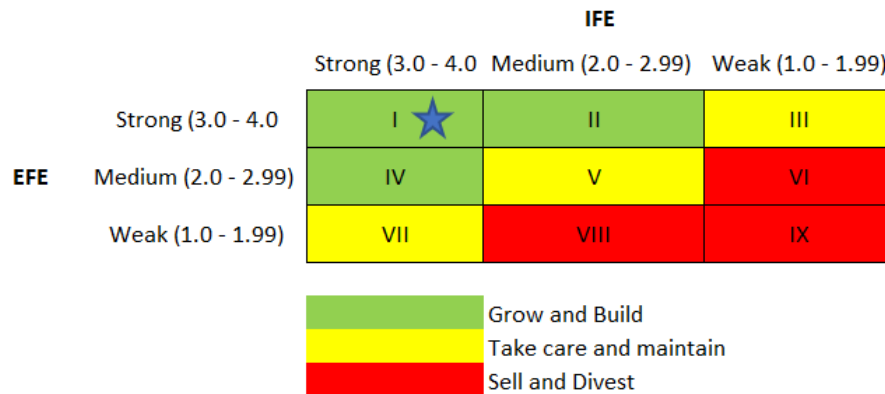 IFE
Strong (3.0 - 4.0 Medium (2.0 - 2.99) Weak (1.0 - 1.99)
Strong (3.0 - 4.0 I II III
EFE Medium (2.0 - 2.99) IV V VI
Weak (1.0 - 1.99) VII VIII IX
Grow and Build
Take care and maintain
Sell and Divest